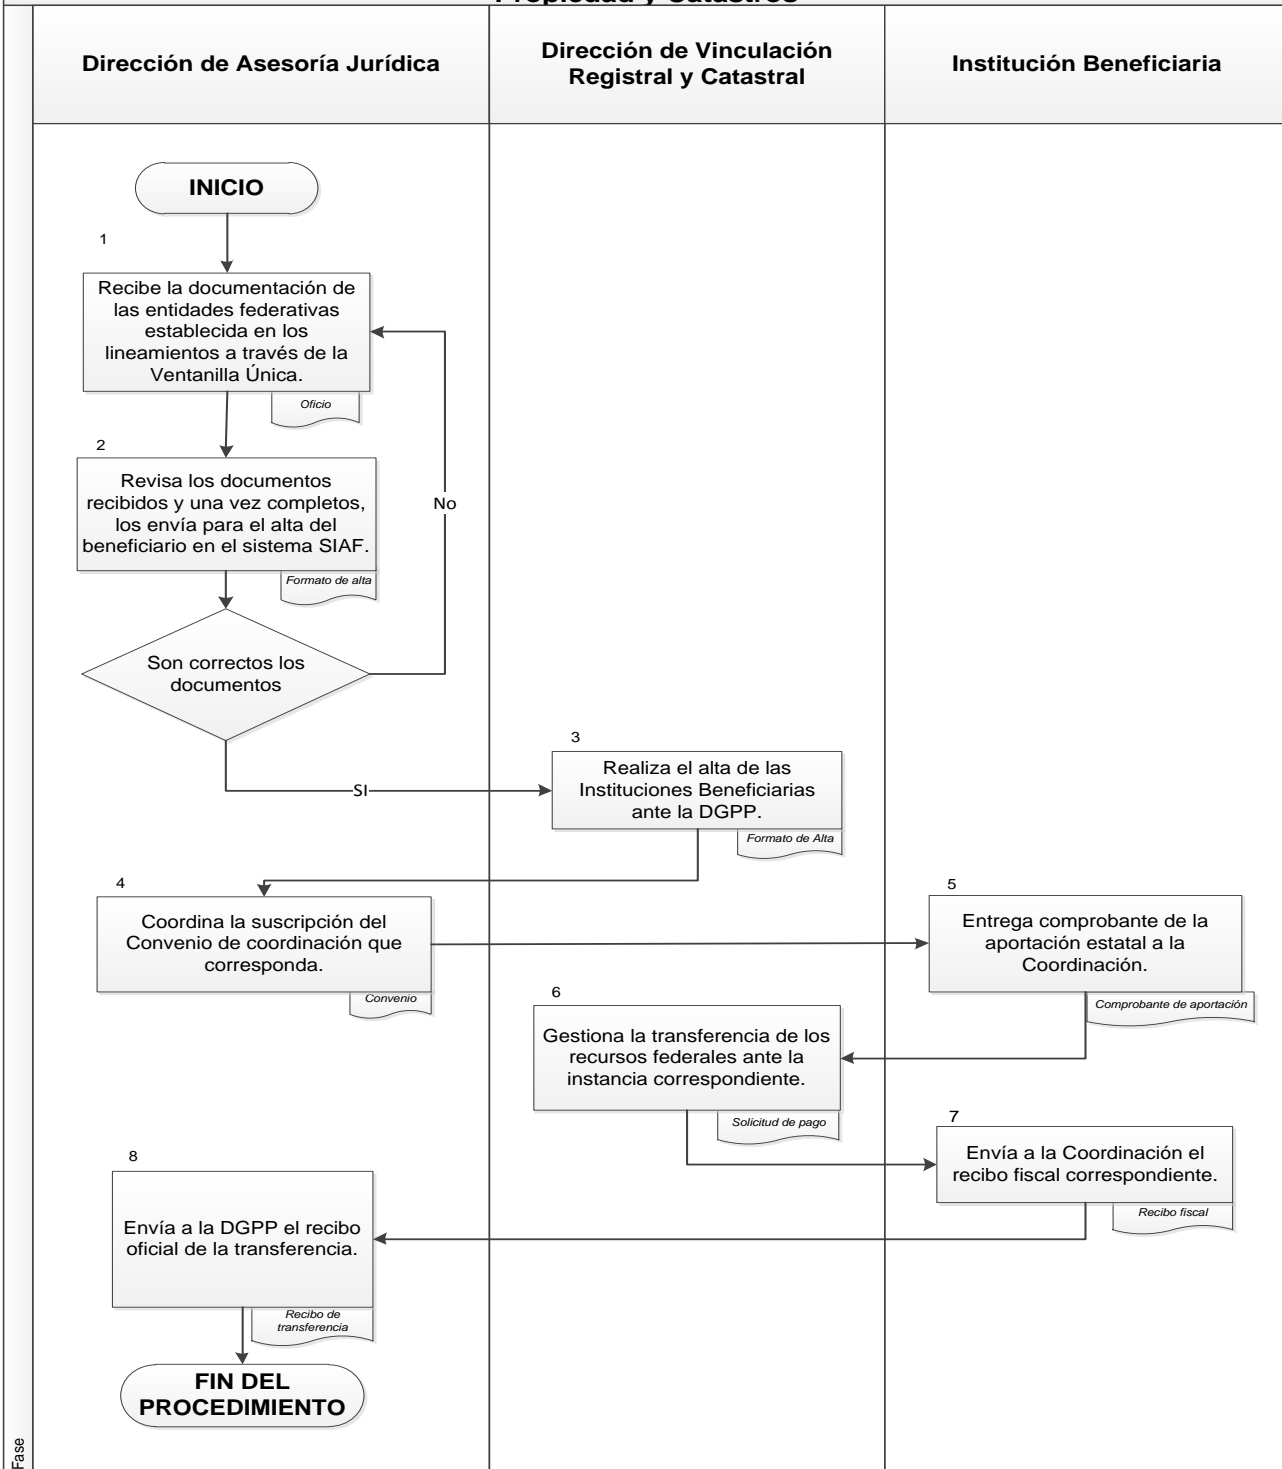 Propiedad y Catastros
Dirección de Asesoría Jurídica
Dirección de Vinculación
Registral y Catastral
Institución Beneficiaria
INICIO
1
Recibe la documentación de
las entidades federativas
establecida en los
lineamientos a través de la
Ventanilla Única.
Oficio
2
Revisa los documentos
recibidos y una vez completos,
los envía para el alta del
beneficiario en el sistema SIAF.
Formato de alta
No
Son correctos los
documentos
SI
3
Realiza el alta de las
Instituciones Beneficiarias
ante la DGPP.
Formato de Alta
4
Coordina la suscripción del
Convenio de coordinación que
corresponda.
Convenio
5
Entrega comprobante de la
aportación estatal a la
Coordinación.
Comprobante de aportación
6
Gestiona la transferencia de los
recursos federales ante la
instancia correspondiente.
Solicitud de pago
7
Envía a la Coordinación el
recibo fiscal correspondiente.
Recibo fiscal
8
Envía a la DGPP el recibo
oficial de la transferencia.
Recibo de
transferencia
FIN DEL
PROCEDIMIENTO
Fase